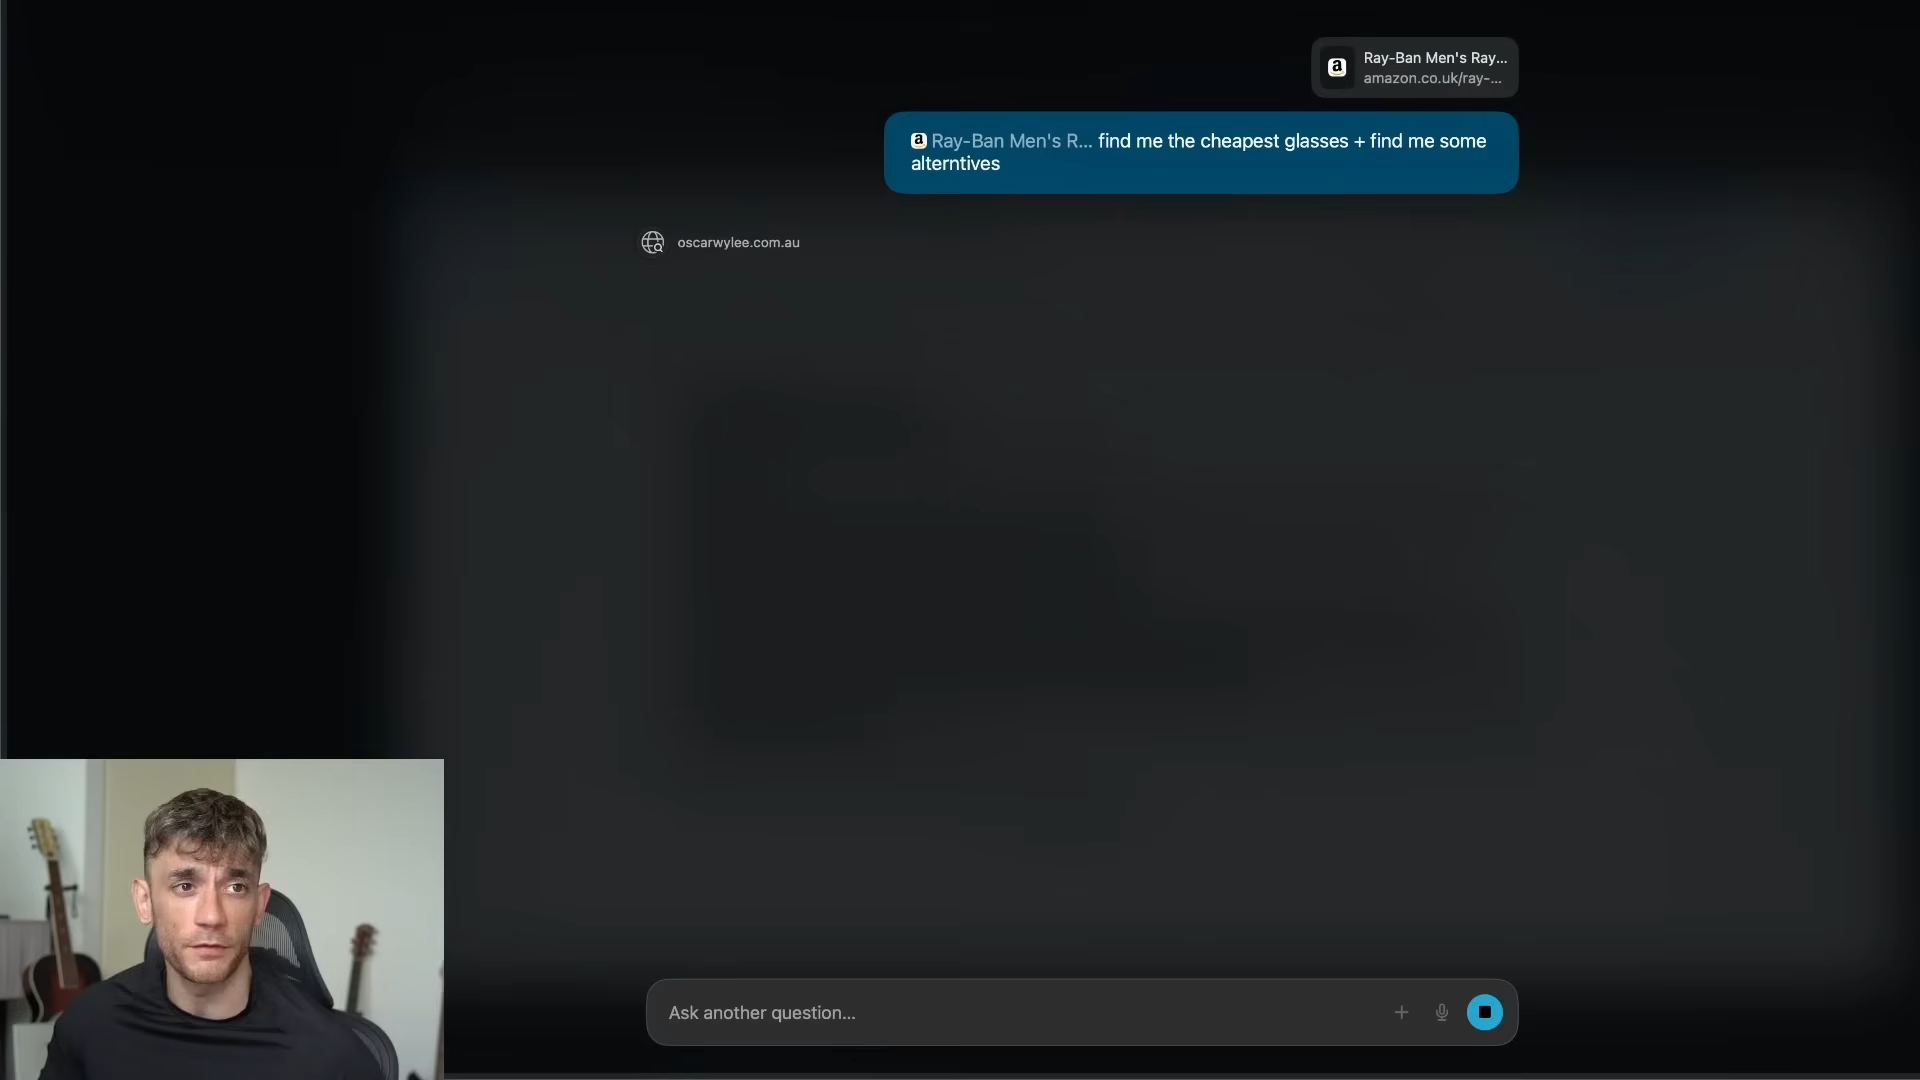 Ray-Ban Men's Ray...
amazon.co.uk/ray-...
Ray-Ban Men's R... find me the cheapest glasses + find me some
alterntives
oscarwylee.com.au
Ask another question...